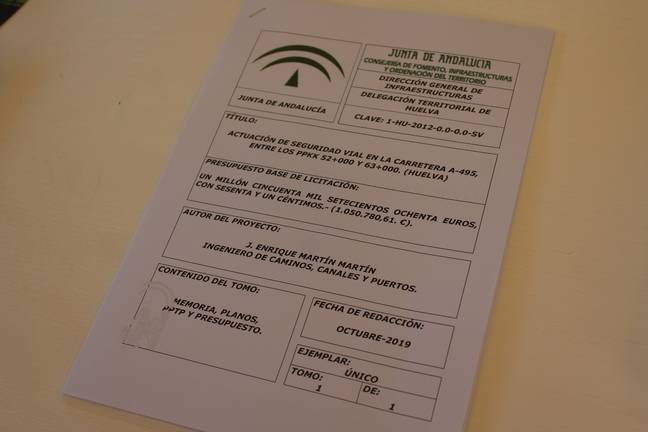 JUNTA DE ANDALUCÍA
JUNTA DE ANDALUCIA
CONSEJERÍA DE FOMENTO, INFRAESTRUCTURAS
Y ORDENACIÓN DEL TERRITORIO
DIRECCIÓN GENERAL DE
INFRAESTRUCTURAS
DELEGACIÓN TERRITORIAL DE
HUELVA
CLAVE: 1-HU-2012-0.0-0.0-SV
TÍTULO:
ACTUACIÓN DE SEGURIDAD VIAL EN LA CARRETERA A-495,
ENTRE LOS PPKK 52+000 Y 63+000. (HUELVA)
PRESUPUESTO BASE DE LICITACIÓN:
UN MILLÓN CINCUENTA MIL SETECIENTOS OCHENTA EUROS,
CON SESENTA Y UN CÉNTIMOS.- (1.050.780,61. C).
AUTOR DEL PROYECTO:
J. ENRIQUE MARTÍN MARTÍN
INGENIERO DE CAMINOS, CANALES Y PUERTOS.
CONTENIDO DEL TOMO:
MEMORIA, PLANOS,
PPTP Y PRESUPUESTO.
FECHA DE REDACCIÓN:
OCTUBRE-2019
EJEMPLAR:
ÚNICO
TOMO:
1
DE:
1